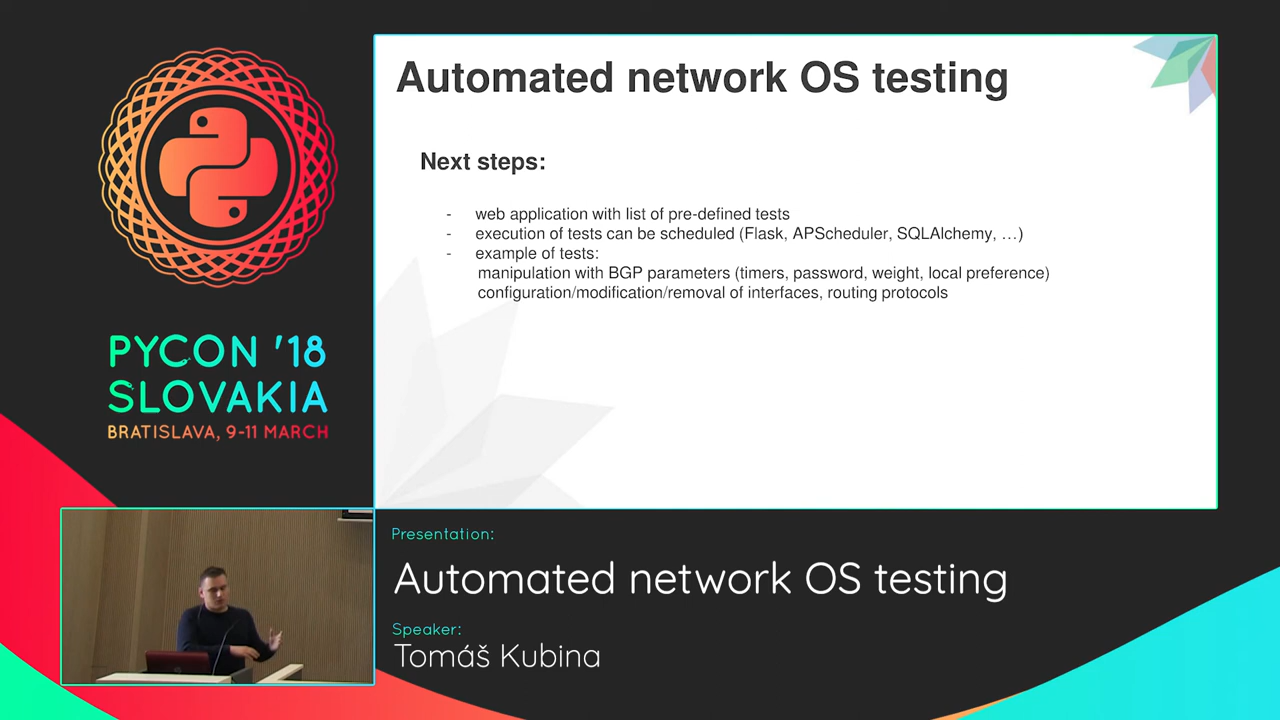 Automated network OS testing
Next steps:
- web application with list of pre-defined tests
- execution of tests can be scheduled (Flask, APScheduler, SQLAlchemy, …)
- example of tests:
manipulation with BGP parameters (timers, password, weight, local preference)
configuration/modification/removal of interfaces, routing protocols
PYCON '18
SLOVAKIA
BRATISLAVA, 9-11 MARCH
Presentation:
Automated network OS testing
Speaker:
Tomáš Kubina